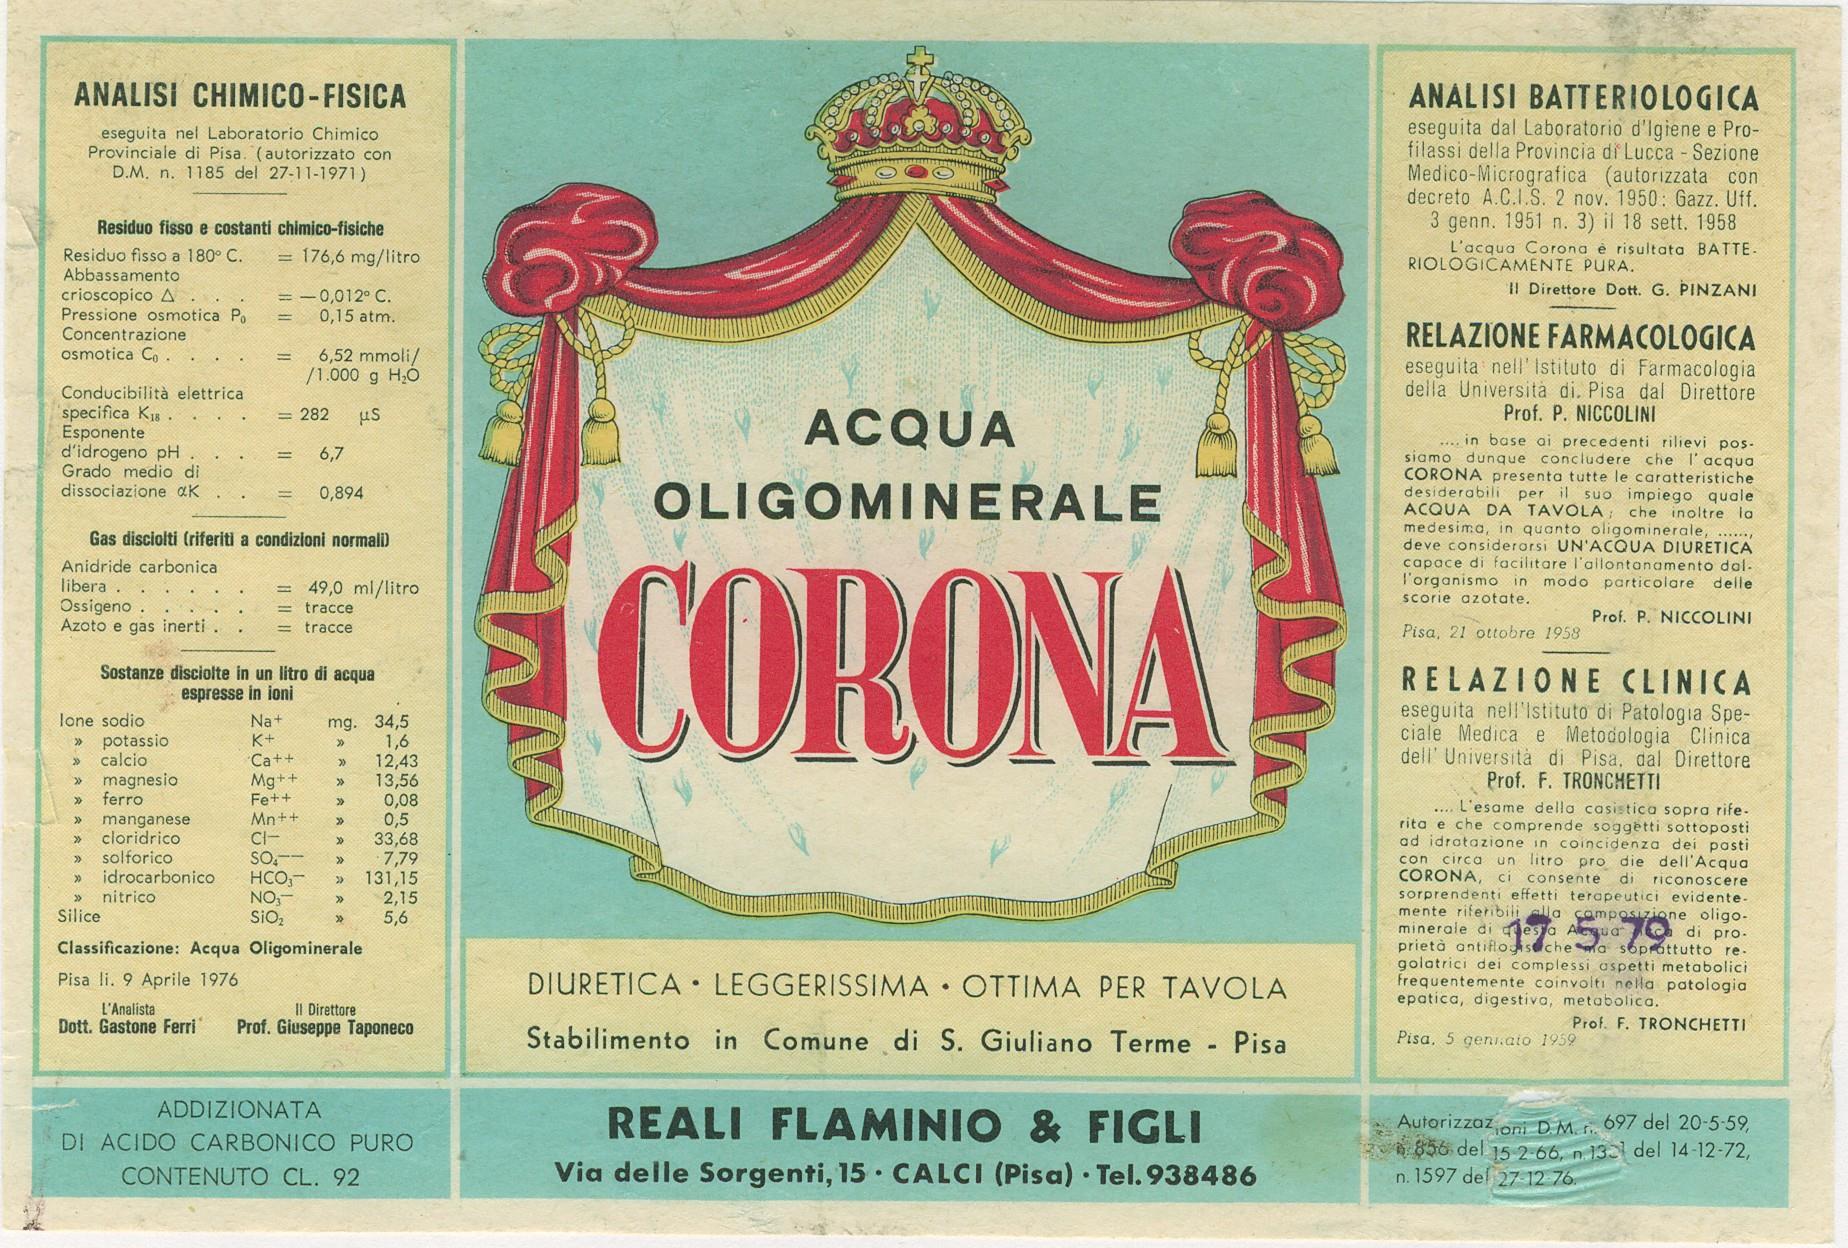 ANALISI CHIMICO-FISICA
eseguita nel Laboratorio Chimico
Provinciale di Pisa. (autorizzato con
D.M. n. 1185 del 27-11-1971)
Residuo fisso e costanti chimico-fisiche
Residuo fisso a 180° C. = 176,6 mg/litro
Abbassamento
crioscopico Δ . . . = —0,012° C.
Pressione osmotica P₀ = 0,15 atm.
Concentrazione
osmotica C₀ . . . . = 6,52 mmoli/
/1.000 g H₂O
Conducibilità elettrica
specifica K₁₈ . . . . = 282 µS
Esponente
d'idrogeno pH . . . = 6,7
Grado medio di
dissociazione αK . . = 0,894
Gas disciolti (riferiti a condizioni normali)
Anidride carbonica
libera . . . . . . = 49,0 ml/litro
Ossigeno . . . . . = tracce
Azoto e gas inerti . . = tracce
Sostanze disciolte in un litro di acqua
espresse in ioni
Ione sodio Na+ mg. 34,5
» potassio K+ » 1,6
» calcio Ca++ » 12,43
» magnesio Mg++ » 13,56
» ferro Fe++ » 0,08
» manganese Mn++ » 0,5
» cloridrico Cl— » 33,68
» solforico SO₄—— » 7,79
» idrocarbonico HCO₃— » 131,15
» nitrico NO₃— » 2,15
Silice SiO₂ » 5,6
Classificazione: Acqua Oligominerale
Pisa li. 9 Aprile 1976
L'Analista Il Direttore
Dott. Gastone Ferri Prof. Giuseppe Taponeco
ADDIZIONATA
DI ACIDO CARBONICO PURO
CONTENUTO CL. 92
ACQUA
OLIGOMINERALE
CORONA
DIURETICA • LEGGERISSIMA • OTTIMA PER TAVOLA
Stabilimento in Comune di S. Giuliano Terme - Pisa
REALI FLAMINIO & FIGLI
Via delle Sorgenti, 15 · CALCI (Pisa) · Tel. 938486
ANALISI BATTERIOLOGICA
eseguita dal Laboratorio d'Igiene e Pro-
filassi della Provincia di Lucca - Sezione
Medico-Micrografica (autorizzata con
decreto A.C.I.S. 2 nov. 1950: Gazz. Uff.
3 genn. 1951 n. 3) il 18 sett. 1958
L'acqua Corona è risultata BATTE-
RIOLOGICAMENTE PURA.
Il Direttore Dott. G. PINZANI
RELAZIONE FARMACOLOGICA
eseguita nell'Istituto di Farmacologia
della Università di. Pisa dal Direttore
Prof. P. NICCOLINI
.... in base ai precedenti rilievi pos-
siamo dunque concludere che l'acqua
CORONA presenta tutte le caratteristiche
desiderabili per il suo impiego quale
ACQUA DA TAVOLA; che inoltre la
medesima, in quanto oligominerale, ......,
deve considerarsi UN'ACQUA DIURETICA
capace di facilitare l'allontanamento dal-
l'organismo in modo particolare delle
scorie azotate.
Prof. P. NICCOLINI
Pisa, 21 ottobre 1958
RELAZIONE CLINICA
eseguita nell'Istituto di Patologia Spe-
ciale Medica e Metodologia Clinica
dell'Università di Pisa, dal Direttore
Prof. F. TRONCHETTI
.... L'esame della casistica sopra rife-
rita e che comprende soggetti sottoposti
ad idratazione in coincidenza dei pasti
con circa un litro pro die dell'Acqua
CORONA, ci consente di riconoscere
sorprendenti effetti terapeutici evidente-
mente riferibili alla composizione oligo-
minerale di questa Acqua ricca di pro-
prietà antiflogistiche ma soprattutto re-
golatrici dei complessi aspetti metabolici
frequentemente coinvolti nella patologia
epatica, digestiva, metabolica.
Prof. F. TRONCHETTI
Pisa, 5 gennaio 1959
17 5 79
Autorizzazioni D.M. n. 697 del 20-5-59,
n. 856 del 15-2-66, n. del 14-12-72,
n. 1597 del 27-12-76.